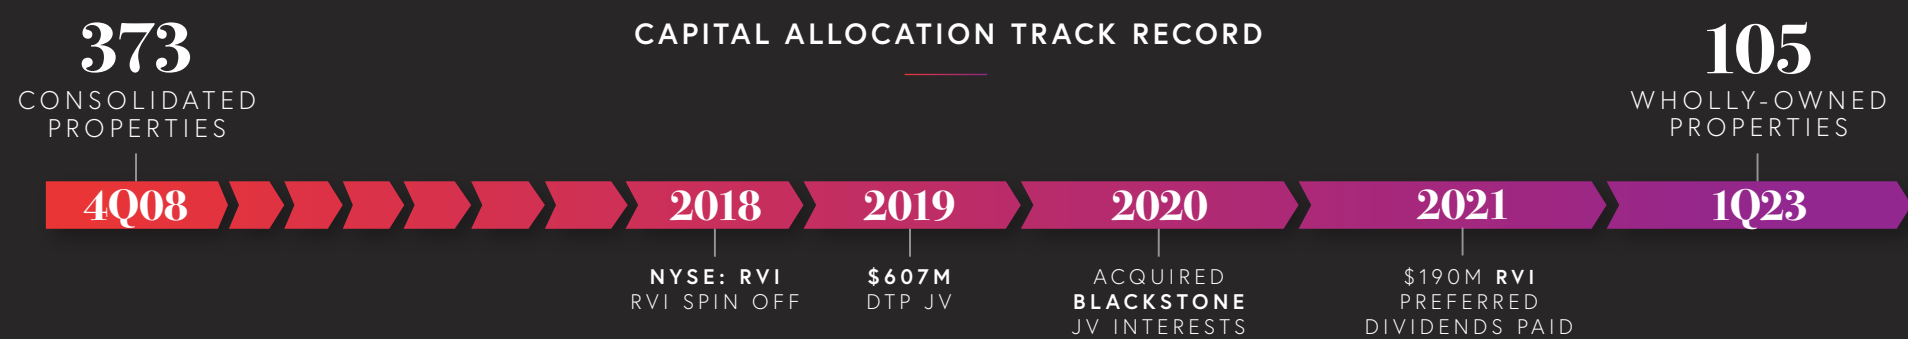 CAPITAL ALLOCATION TRACK RECORD
373
CONSOLIDATED
PROPERTIES
105
WHOLLY-OWNED
PROPERTIES
4Q08
2018
2019
2020
2021
1Q23
NYSE: RVI
RVI SPIN OFF
$607M
DTP JV
ACQUIRED
BLACKSTONE
JV INTERESTS
$190M RVI
PREFERRED
DIVIDENDS PAID